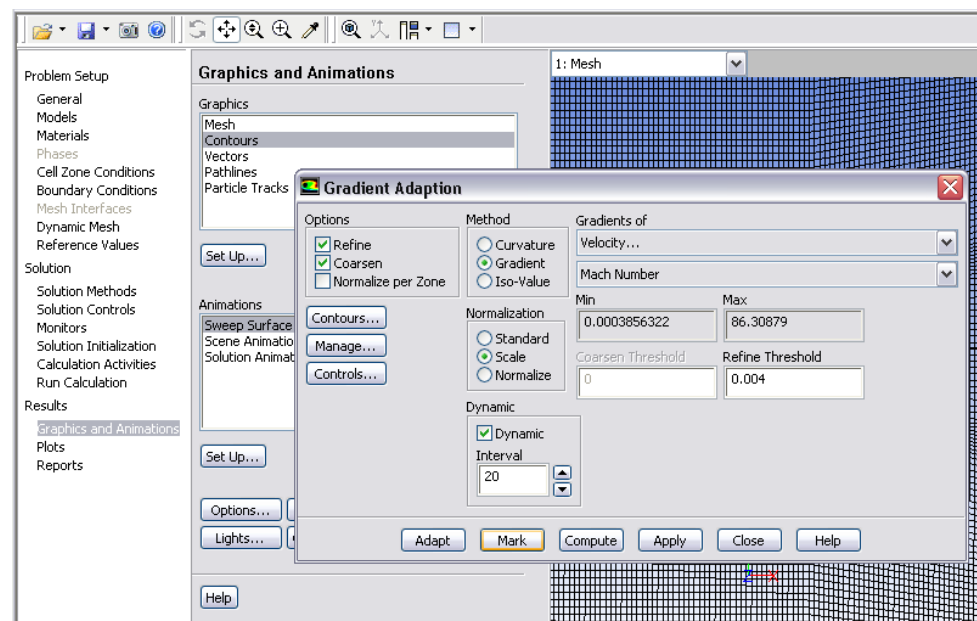 1: Mesh
Problem Setup
General
Models
Materials
Phases
Cell Zone Conditions
Boundary Conditions
Mesh Interfaces
Dynamic Mesh
Reference Values
Solution
Solution Methods
Solution Controls
Monitors
Solution Initialization
Calculation Activities
Run Calculation
Results
Graphics and Animations
Plots
Reports
Graphics and Animations
Graphics
Mesh
Contours
Vectors
Pathlines
Particle Tracks
Set Up...
Animations
Sweep Surface
Scene Animatio
Solution Animat
Set Up...
Options...
Lights...
Help
Gradient Adaption
Options
Refine
Coarsen
Normalize per Zone
Contours...
Manage...
Controls...
Method
Curvature
Gradient
Iso-Value
Normalization
Standard
Scale
Normalize
Dynamic
Dynamic
Interval
20
Gradients of
Velocity...
Mach Number
Min
Max
0.0003856322
86.30879
Coarsen Threshold
Refine Threshold
0
0.004
Adapt
Mark
Compute
Apply
Close
Help
Z
X